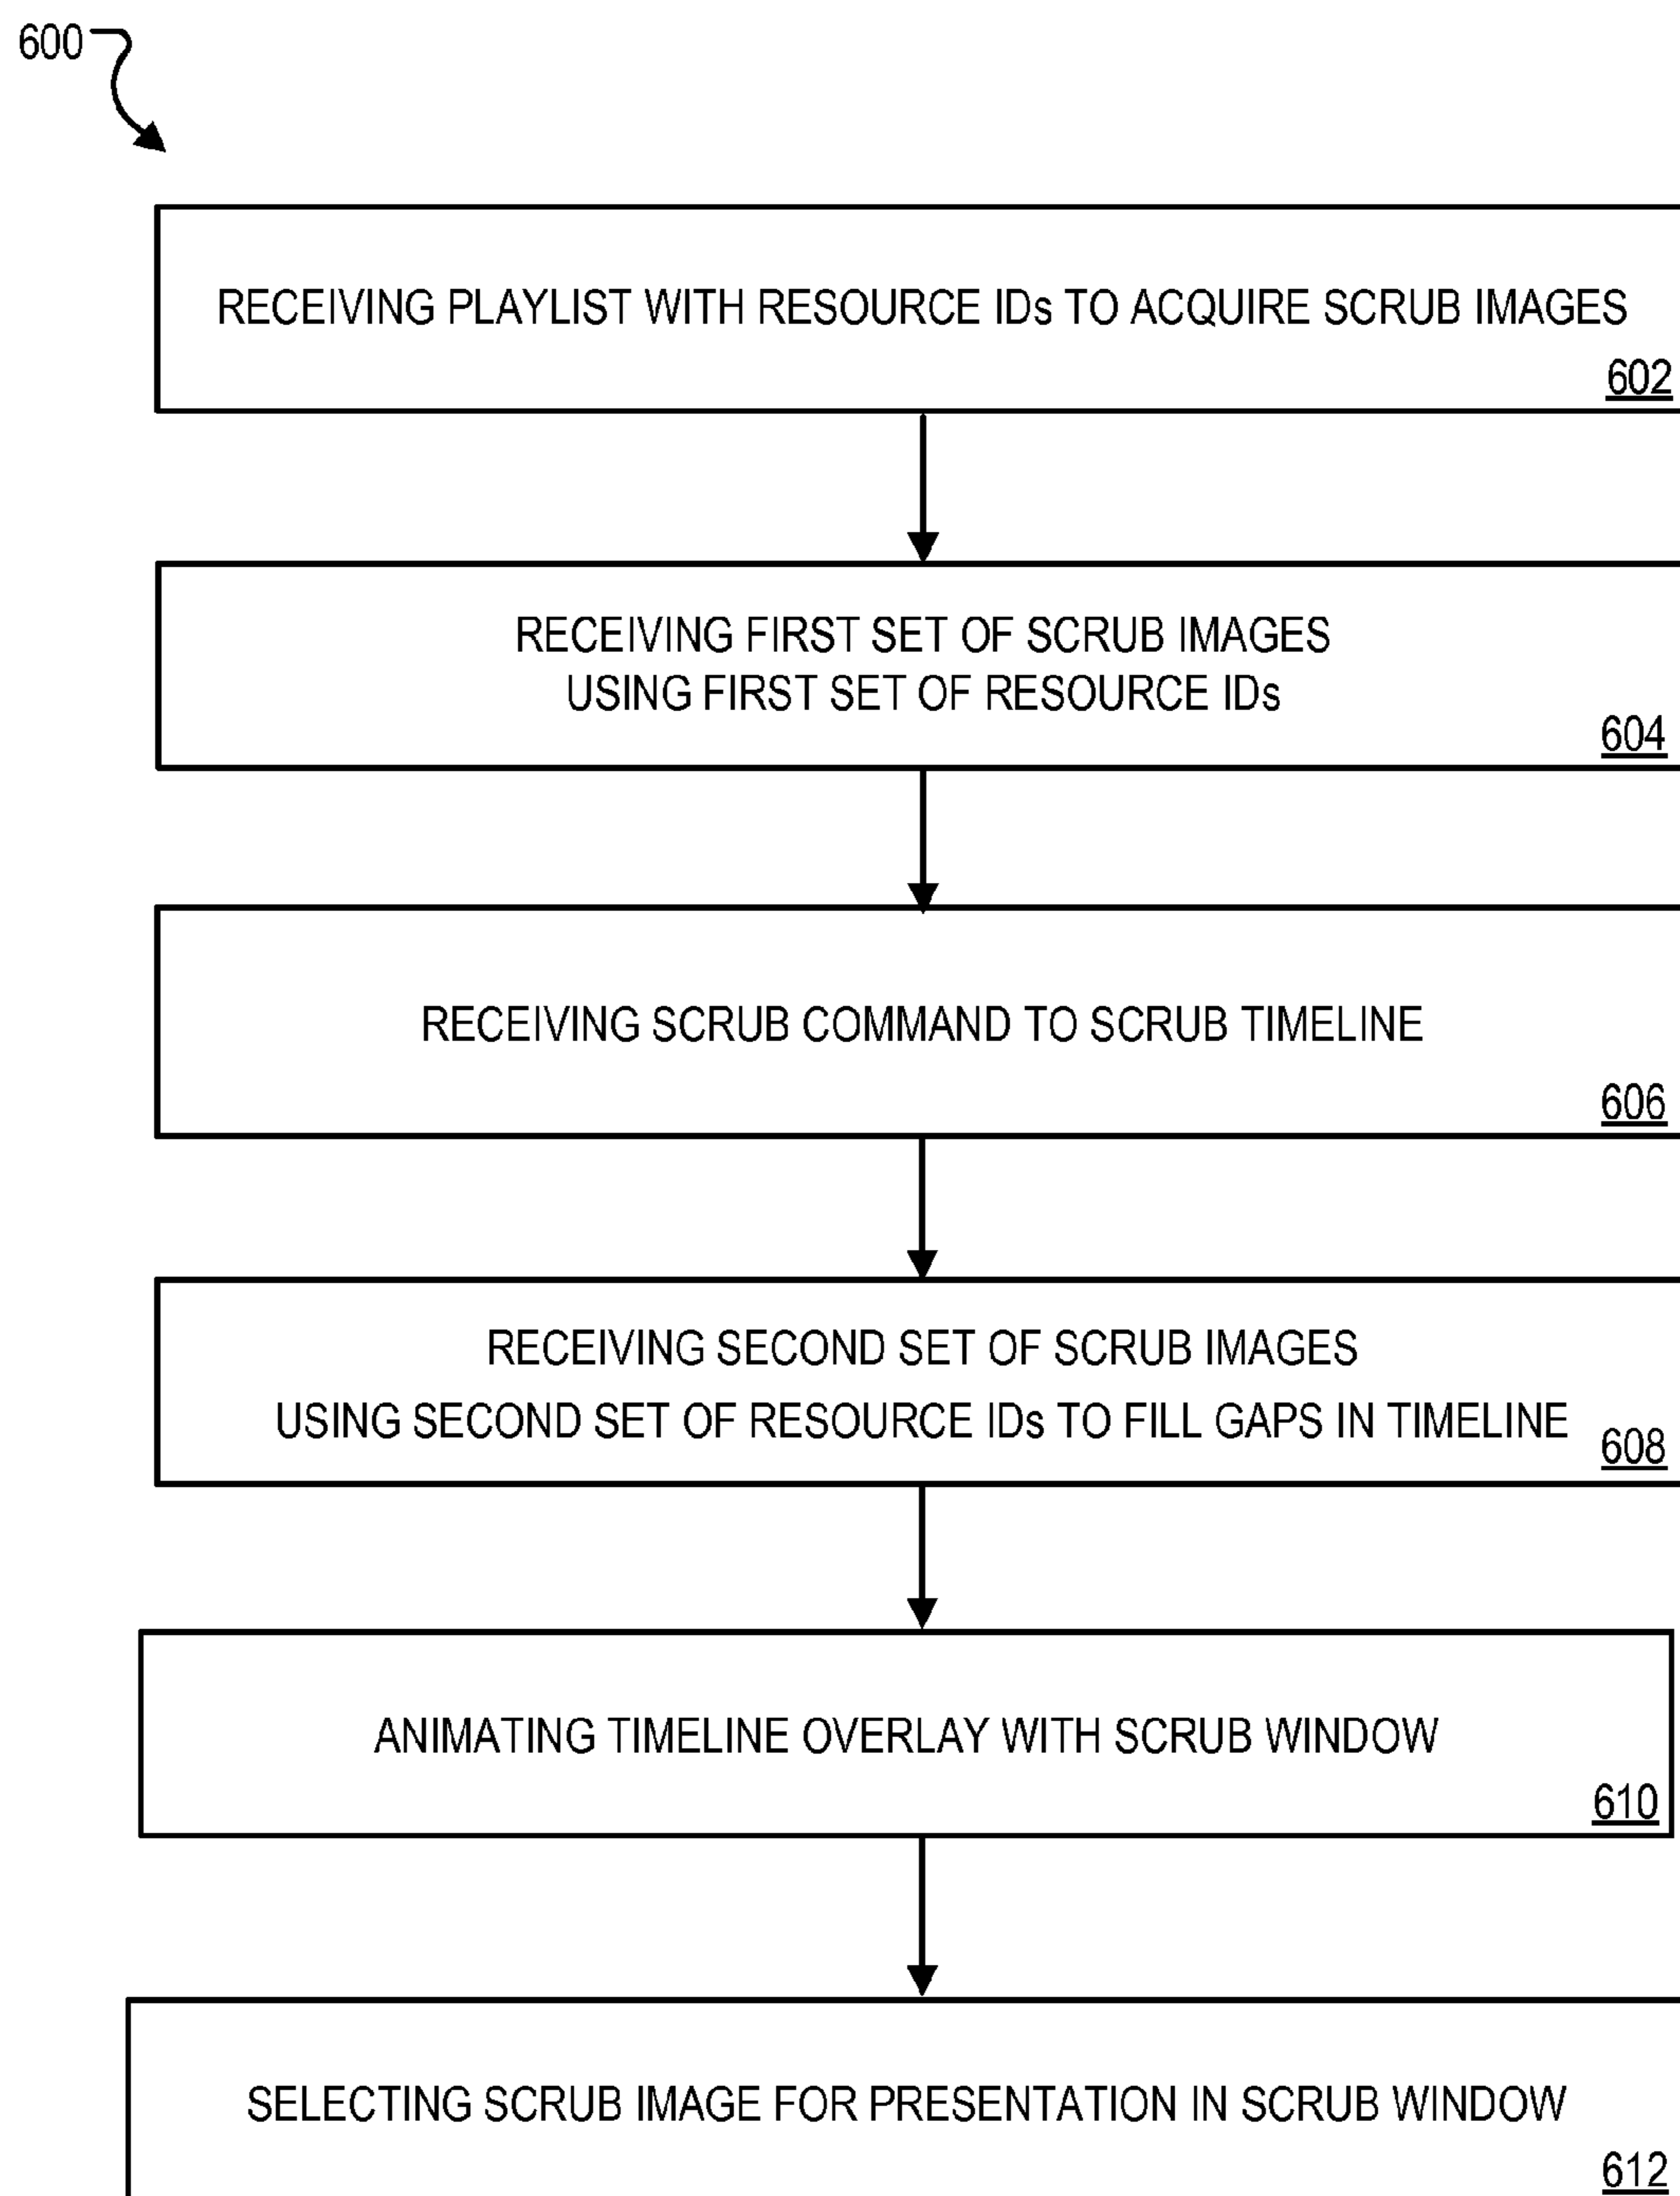 600
RECEIVING PLAYLIST WITH RESOURCE IDs TO ACQUIRE SCRUB IMAGES
602
RECEIVING FIRST SET OF SCRUB IMAGES
USING FIRST SET OF RESOURCE IDs
604
RECEIVING SCRUB COMMAND TO SCRUB TIMELINE
606
RECEIVING SECOND SET OF SCRUB IMAGES
USING SECOND SET OF RESOURCE IDs TO FILL GAPS IN TIMELINE
608
ANIMATING TIMELINE OVERLAY WITH SCRUB WINDOW
610
SELECTING SCRUB IMAGE FOR PRESENTATION IN SCRUB WINDOW
612